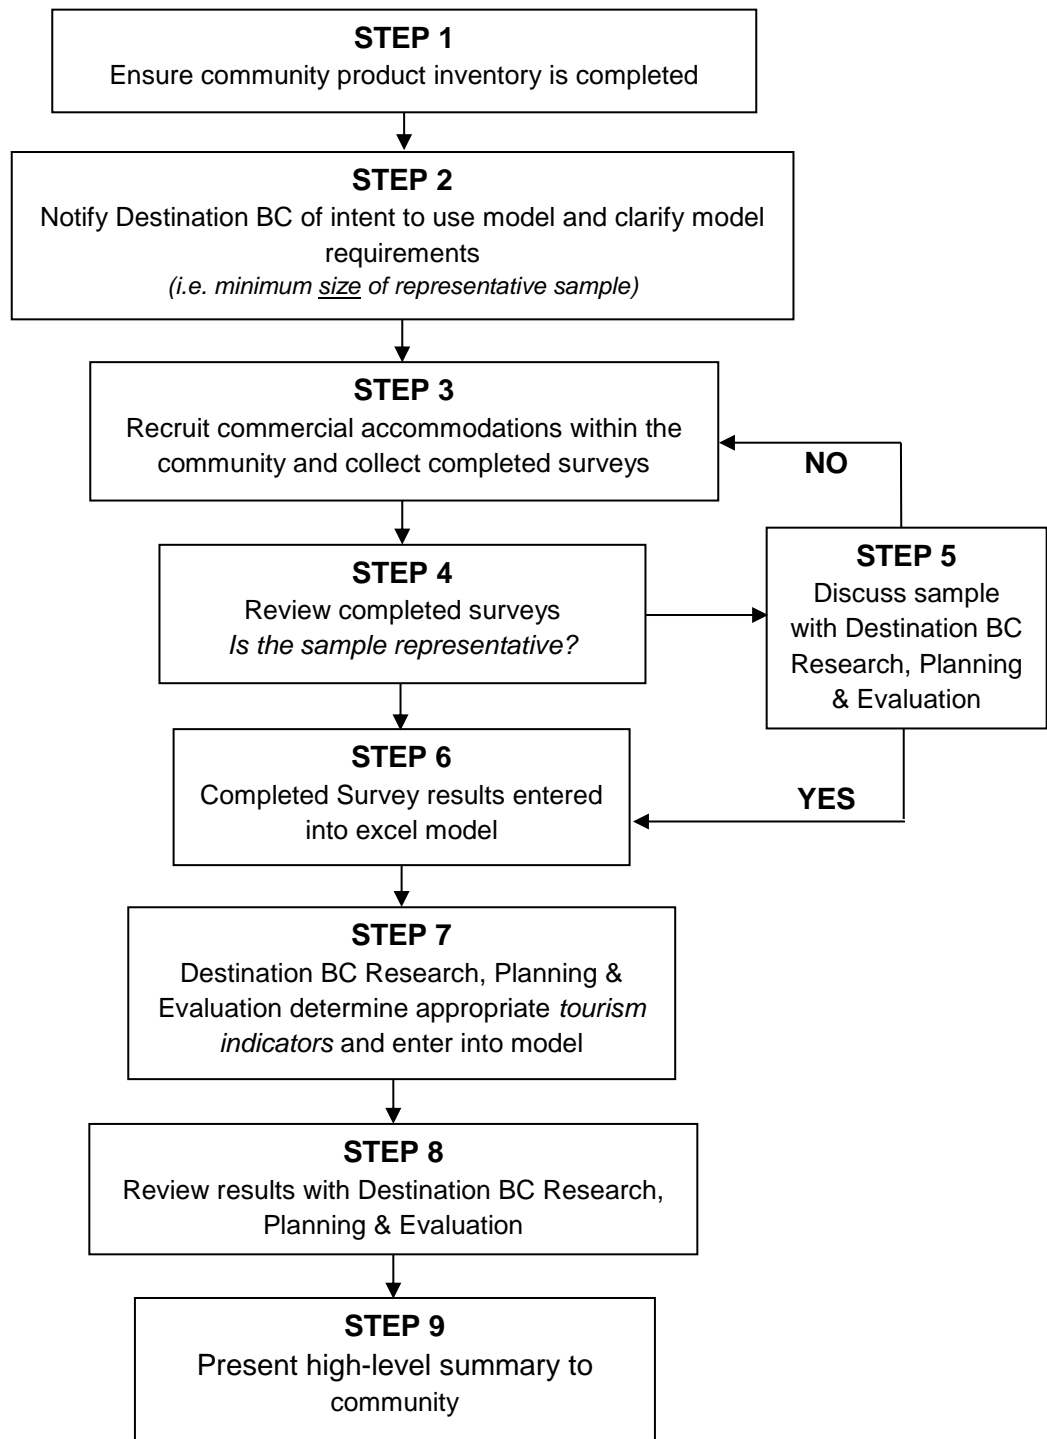 STEP 1
Ensure community product inventory is completed
STEP 2
Notify Destination BC of intent to use model and clarify model
requirements
(i.e. minimum size of representative sample)
STEP 3
Recruit commercial accommodations within the
community and collect completed surveys
NO
STEP 4
Review completed surveys
Is the sample representative?
STEP 5
Discuss sample
with Destination BC
Research, Planning
& Evaluation
YES
STEP 6
Completed Survey results entered
into excel model
STEP 7
Destination BC Research, Planning &
Evaluation determine appropriate tourism
indicators and enter into model
STEP 8
Review results with Destination BC Research,
Planning & Evaluation
STEP 9
Present high-level summary to
community